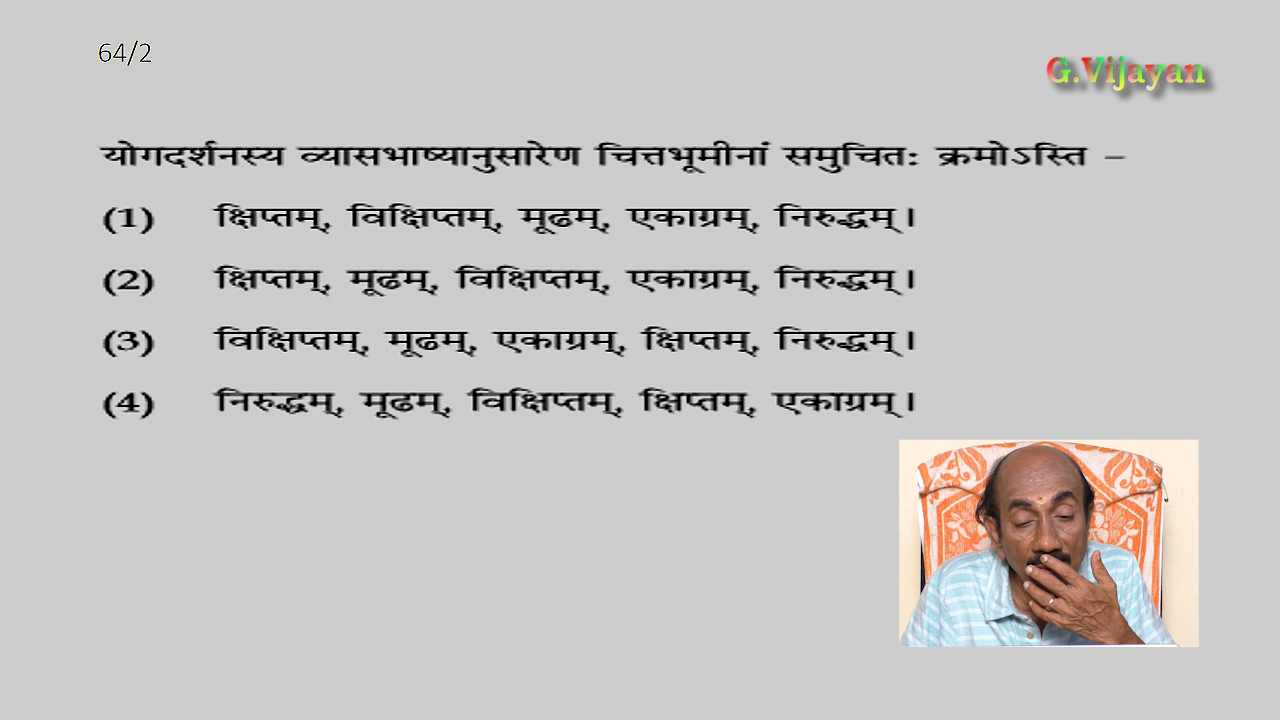 64/2
G.Vijayan
योगदर्शनस्य व्यासभाष्यानुसारेण चित्तभूमीनां समुचितः क्रमोऽस्ति –
(1) क्षिप्तम्, विक्षिप्तम्, मूढम्, एकाग्रम्, निरुद्धम्।
(2) क्षिप्तम्, मूढम्, विक्षिप्तम्, एकाग्रम्, निरुद्धम्।
(3) विक्षिप्तम्, मूढम्, एकाग्रम्, क्षिप्तम्, निरुद्धम्।
(4) निरुद्धम्, मूढम्, विक्षिप्तम्, क्षिप्तम्, एकाग्रम्।